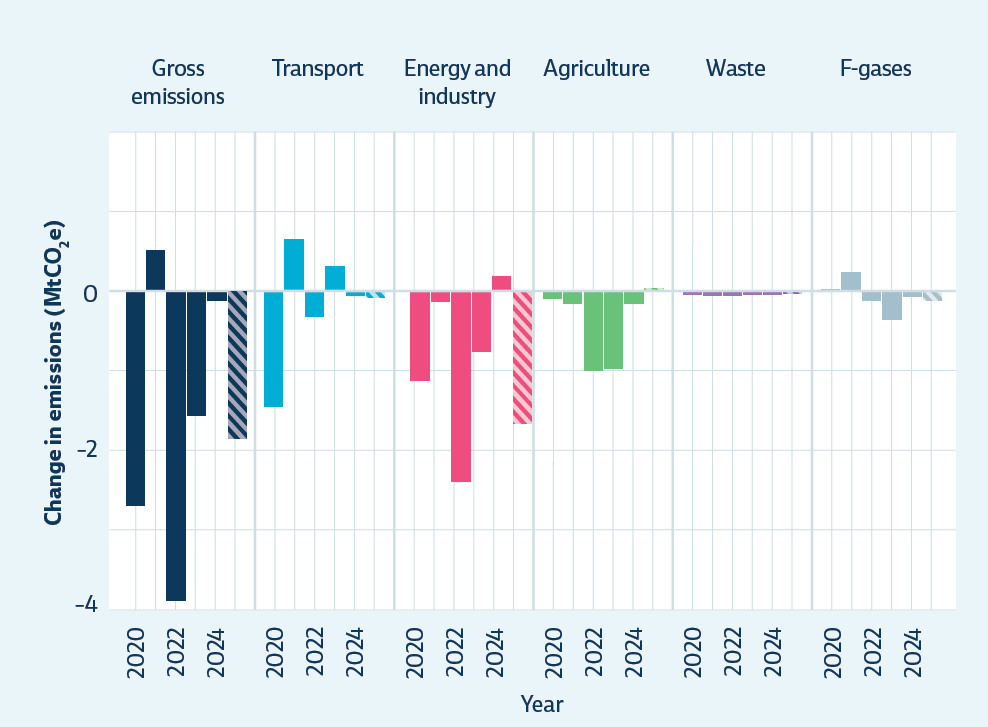 Gross
emissions
Transport
Energy and
industry
Agriculture
Waste
F-gases
Change in emissions (MtCO₂e)
0
–2
–4
2020 2022 2024 2020 2022 2024 2020 2022 2024 2020 2022 2024 2020 2022 2024 2020 2022 2024
Year